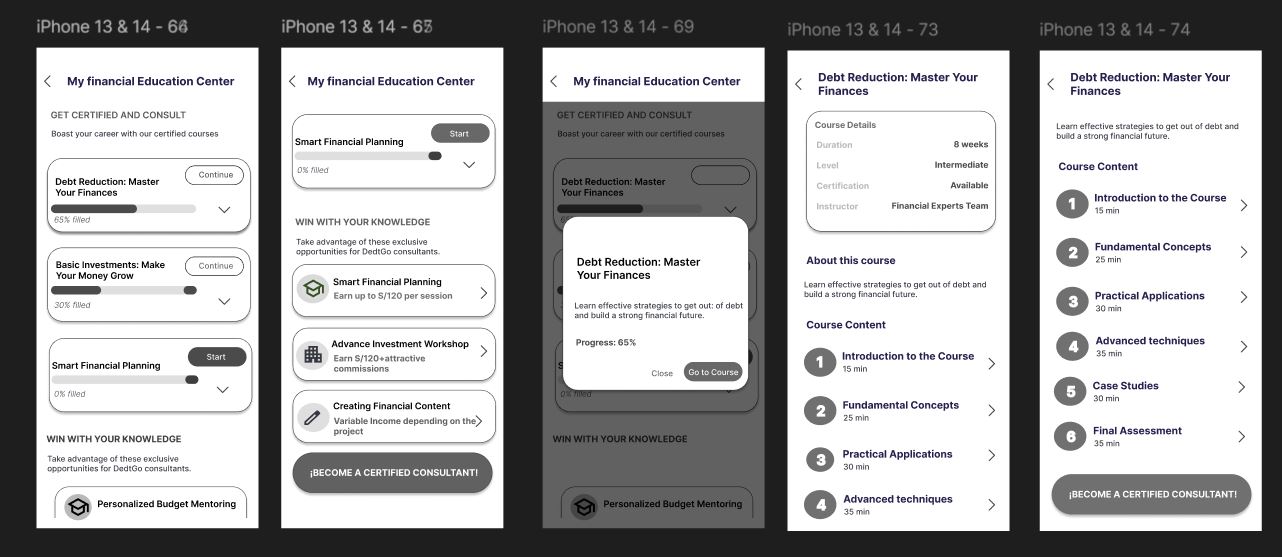 iPhone 13 & 14 - 66
My financial Education Center
GET CERTIFIED AND CONSULT
Boast your career with our certified courses
Continue
Debt Reduction: Master
Your Finances
65% filled
Continue
Basic Investments: Make
Your Money Grow
30% filled
Start
Smart Financial Planning
0% filled
WIN WITH YOUR KNOWLEDGE
Take advantage of these exclusive
opportunities for DedtGo consultants.
Personalized Budget Mentoring
iPhone 13 & 14 - 65
My financial Education Center
Start
Smart Financial Planning
0% filled
WIN WITH YOUR KNOWLEDGE
Take advantage of these exclusive
opportunities for DedtGo consultants.
Smart Financial Planning
Earn up to S/120 per session
Advance Investment Workshop
Earn S/120+attractive
commissions
Creating Financial Content
Variable Income depending on the
project
¡BECOME A CERTIFIED CONSULTANT!
iPhone 13 & 14 - 69
My financial Education Center
GET CERTIFIED AND CONSULT
Boast your career with our certified courses
Debt Reduction: Master
Your Finances
Debt Reduction: Master
Your Finances
Learn effective strategies to get out: of debt
and build a strong financial future.
Progress: 65%
Close
Go to Course
0% filled
WIN WITH YOUR KNOWLEDGE
Personalized Budget Mentoring
iPhone 13 & 14 - 73
Debt Reduction: Master Your
Finances
Course Details
Duration 8 weeks
Level Intermediate
Certification Available
Instructor Financial Experts Team
About this course
Learn effective strategies to get out of debt and
build a strong financial future.
Course Content
1 Introduction to the Course
15 min
2 Fundamental Concepts
25 min
3 Practical Applications
30 min
4 Advanced techniques
35 min
iPhone 13 & 14 - 74
Debt Reduction: Master Your
Finances
Learn effective strategies to get out of debt and
build a strong financial future.
Course Content
1 Introduction to the Course
15 min
2 Fundamental Concepts
25 min
3 Practical Applications
30 min
4 Advanced techniques
35 min
5 Case Studies
30 min
6 Final Assessment
35 min
¡BECOME A CERTIFIED CONSULTANT!